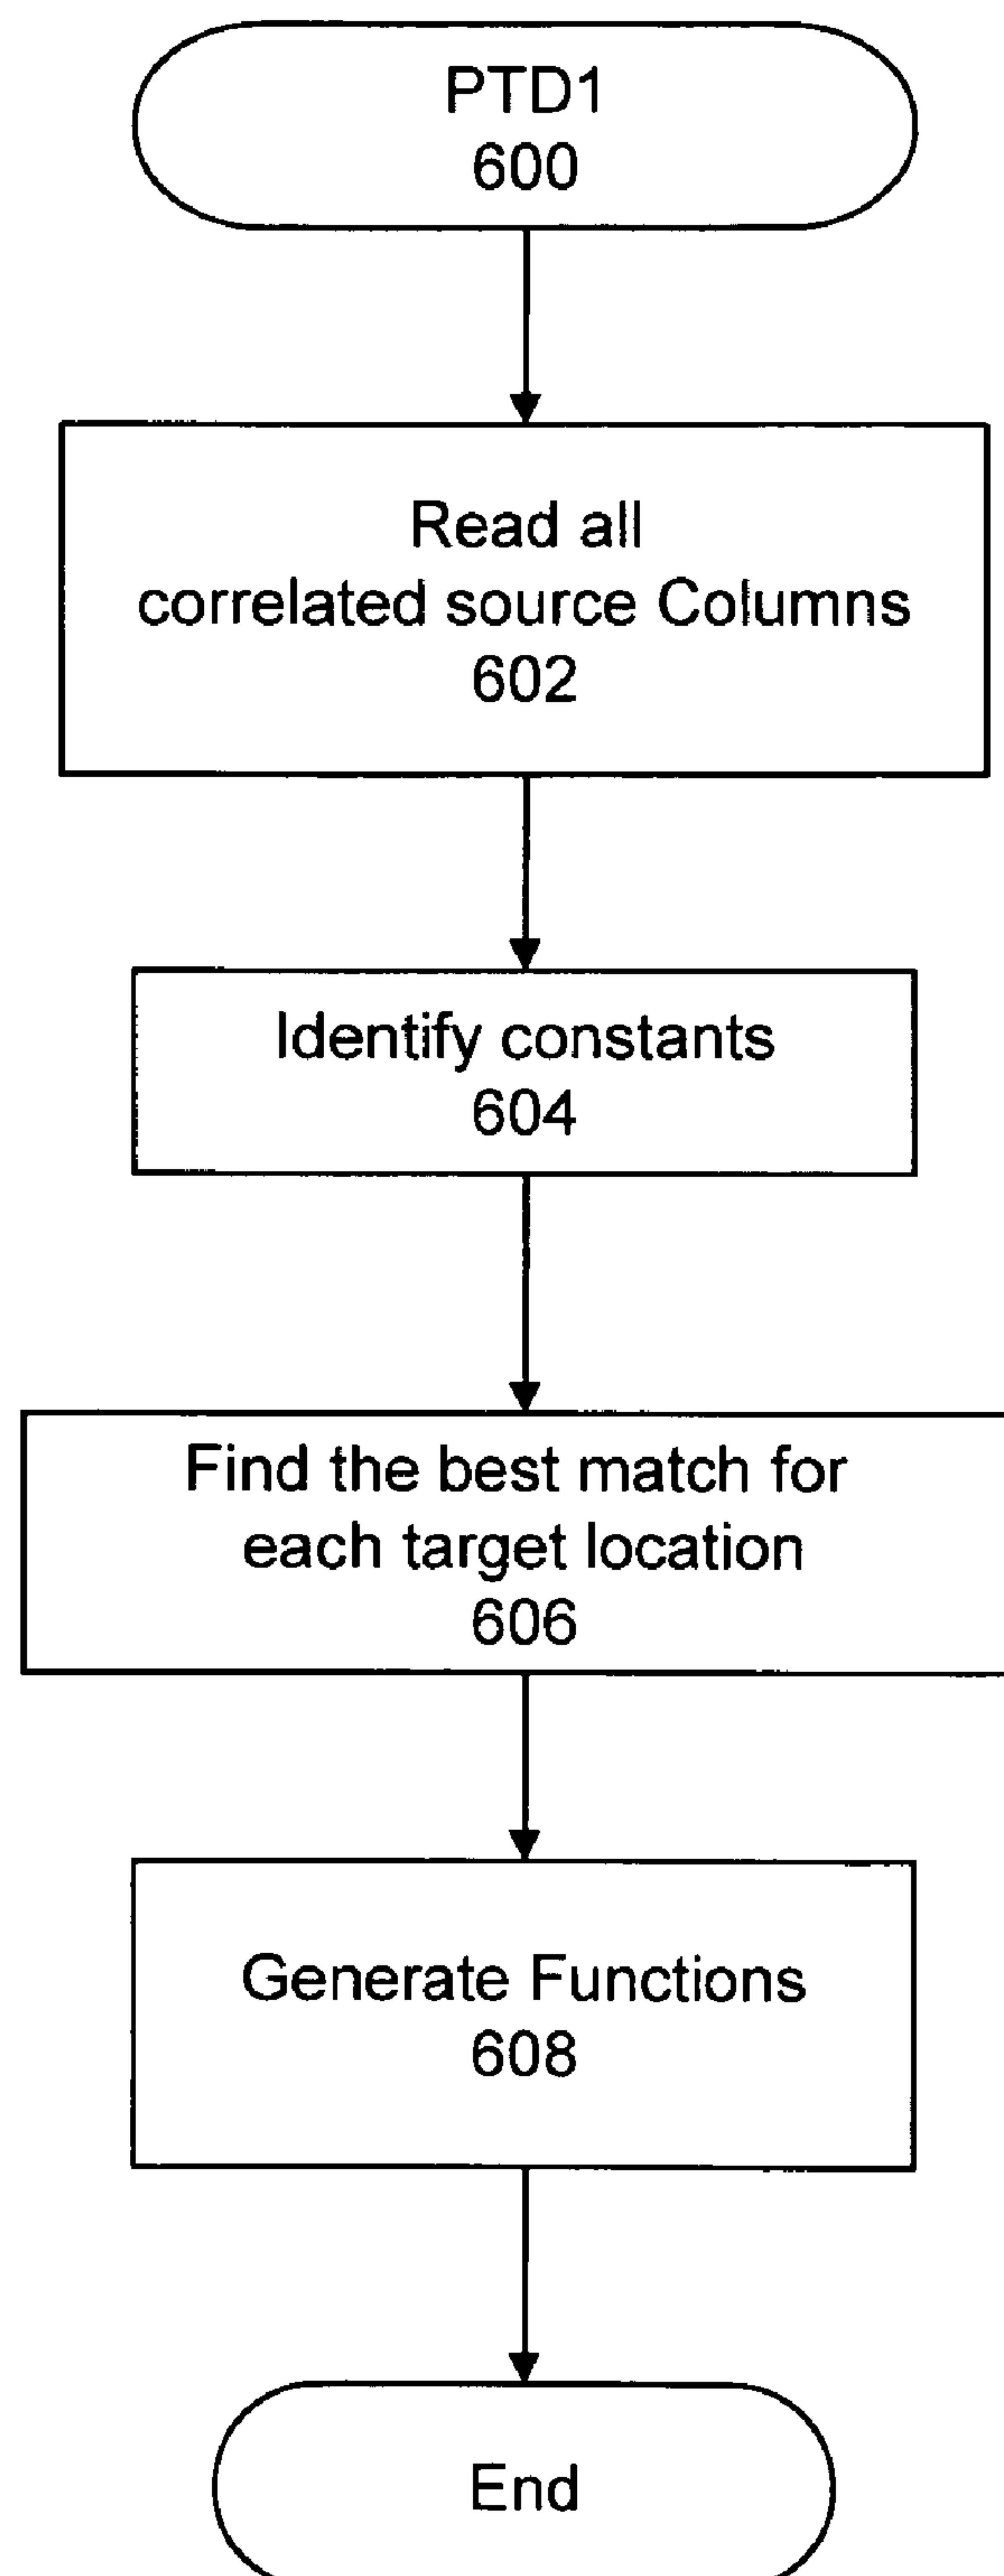 PTD1
600
Read all
correlated source Columns
602
Identify constants
604
Find the best match for
each target location
606
Generate Functions
608
End